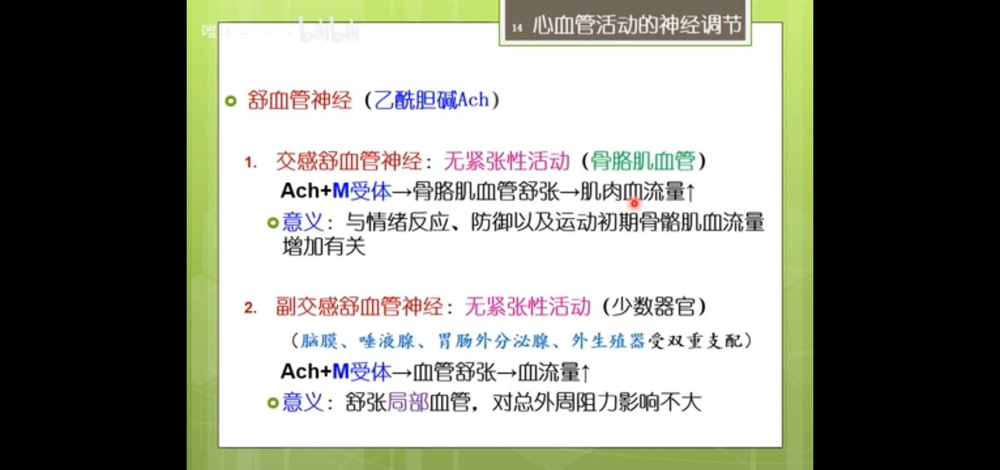 唯
bilibili
14 心血管活动的神经调节
舒血管神经（乙酰胆碱Ach）
1. 交感舒血管神经：无紧张性活动（骨胳肌血管）
Ach+M受体→骨胳肌血管舒张→肌肉血流量↑
意义：与情绪反应、防御以及运动初期骨骼肌血流量
增加有关
2. 副交感舒血管神经：无紧张性活动（少数器官）
（脑膜、唾液腺、胃肠外分泌腺、外生殖器受双重支配）
Ach+M受体→血管舒张→血流量↑
意义：舒张局部血管，对总外周阻力影响不大